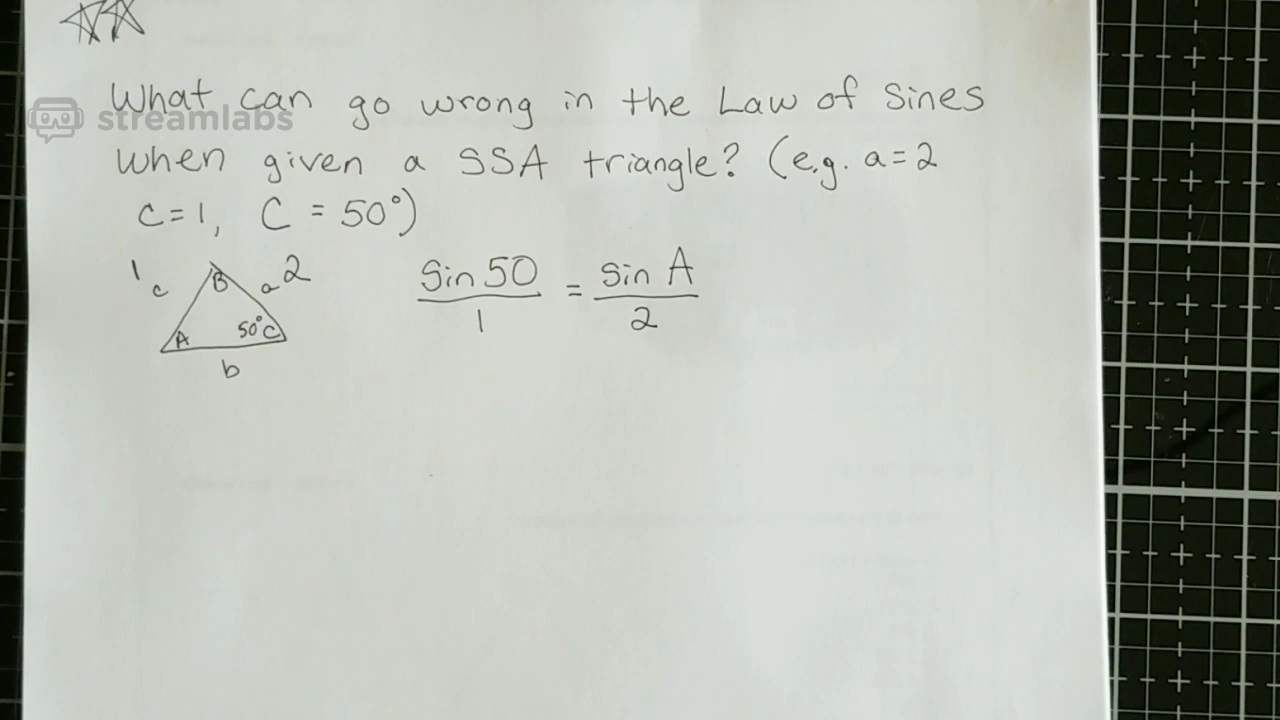 What can go wrong in the Law of Sines
streamlabs
when given a SSA triangle? (e.g. a=2
c=1, C = 50°)
1 c B a 2
A 50° C
b
sin 50 = sin A
1 2